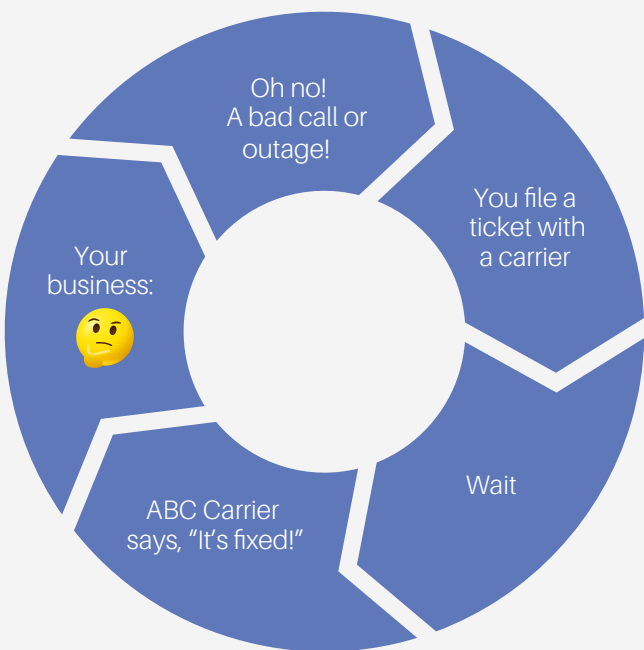 Oh no!
A bad call or
outage!
You file a
ticket with
a carrier
Wait
ABC Carrier
says, “It’s fixed!”
Your
business: